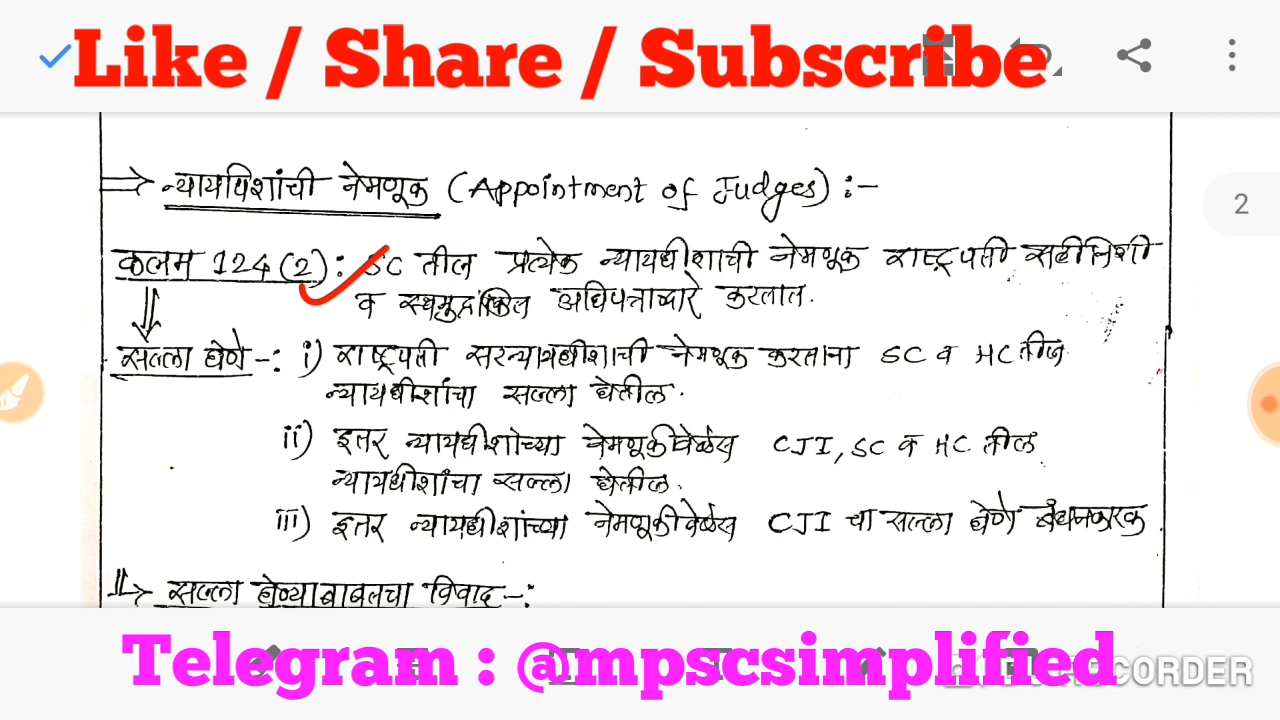 Like / Share / Subscribe
⇒ न्यायधिशांची नेमणूक (Appointment of Judges) :-
2
कलम 124 (2) : SC तील प्रत्येक न्यायधीशाची नेमणूक राष्ट्रपती सहीनिशी
व स्वमुद्रांकित अधिपत्राव्दारे करतात.
सल्ला घेणे -: i) राष्ट्रपती सरन्यायधीशाची नेमणूक करताना SC व HC तील
न्यायधीशांचा सल्ला घेतील.
ii) इतर न्यायधीशांच्या नेमणूकीवेळेस CJI, SC व HC तील
न्यायधीशांचा सल्ला घेतील.
iii) इतर न्यायधीशांच्या नेमणूकीवेळेस CJI चा सल्ला घेणे बंधनकारक
सल्ला घेण्याबाबतचा विवाद -:
Telegram : @mpscsimplified
RECORDER